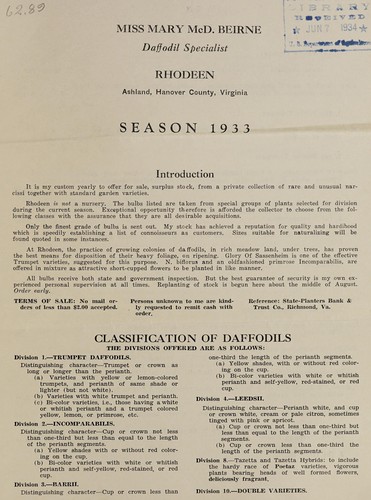 62.89
LIBRARY
RECEIVED
★ JUN 7 1934 ★
U. S. Department of Agriculture
MISS MARY McD. BEIRNE
Daffodil Specialist
RHODEEN
Ashland, Hanover County, Virginia
SEASON 1933
Introduction
It is my custom yearly to offer for sale, surplus stock, from a private collection of rare and unusual nar-
cissi together with standard garden varieties.
Rhodeen is not a nursery. The bulbs listed are taken from special groups of plants selected for division
during the current season. Exceptional opportunity therefore is afforded the collector to choose from the fol-
lowing classes with the assurance that they are all desirable acquisitions.
Only the finest grade of bulbs is sent out. My stock has achieved a reputation for quality and hardihood
which is speedily establishing a list of connoisseurs as customers. Sizes suitable for naturalizing will be
found quoted in some instances.
At Rhodeen, the practice of growing colonies of daffodils, in rich meadow land, under trees, has proven
the best means for disposition of their heavy foliage, on ripening. Glory Of Sassenheim is one of the effective
Trumpet varieties, suggested for this purpose. N. biflorus and an oldfashioned primrose Incomparabilis, are
offered in mixture as attractive short-cupped flowers to be planted in like manner.
All bulbs receive both state and government inspection. But the best guarantee of security is my own ex-
perienced personal supervision at all times. Replanting of stock is begun here about the middle of August.
Order early.
TERMS OF SALE: No mail or-
ders of less than $2.00 accepted.
Persons unknown to me are kind-
ly requested to remit cash with
order.
Reference: State-Planters Bank &
Trust Co., Richmond, Va.
CLASSIFICATION OF DAFFODILS
THE DIVISIONS OFFERED ARE AS FOLLOWS:
Division 1.—TRUMPET DAFFODILS.
Distinguishing character—Trumpet or crown as
long or longer than the perianth segments.
(a) Varieties with yellow or lemon-colored
trumpets, and perianth of same shade or
lighter (but not white).
(b) Varieties with white trumpet and perianth.
(c) Bi-color varieties, i.e., those having a white
or whitish perianth and a trumpet colored
yellow, lemon, or primrose, etc.
Division 2.—INCOMPARABILIS.
Distinguishing character—Cup or crown not less
than one-third but less than equal to the length
of the perianth segments.
(a) Yellow shades with or without red color-
ing on the cup.
(b) Bi-color varieties with white or whitish
perianth and self-yellow, red-stained, or red
cup.
Division 3.—BARRII.
Distinguishing character—Cup or crown less than
one-third the length of the perianth segments.
(a) Yellow shades, with or without red color-
ing on the cup.
(b) Bi-color varieties with white or whitish
perianth and self-yellow, red-stained, or red
cup.
Division 4.—LEEDSII.
Distinguishing character—Perianth white, and cup
or crown white, cream or pale citron, sometimes
tinged with pink or apricot.
(a) Cup or crown not less than one-third but
less than equal to the length of the perianth
segments.
(b) Cup or crown less than one-third the
length of the perianth segments.
Division 8.—Tazetta and Tazetta Hybrids: to include
the hardy race of Poetaz varieties, vigorous
plants bearing heads of well formed flowers,
deliciously fragrant,
Division 10.—DOUBLE VARIETIES.